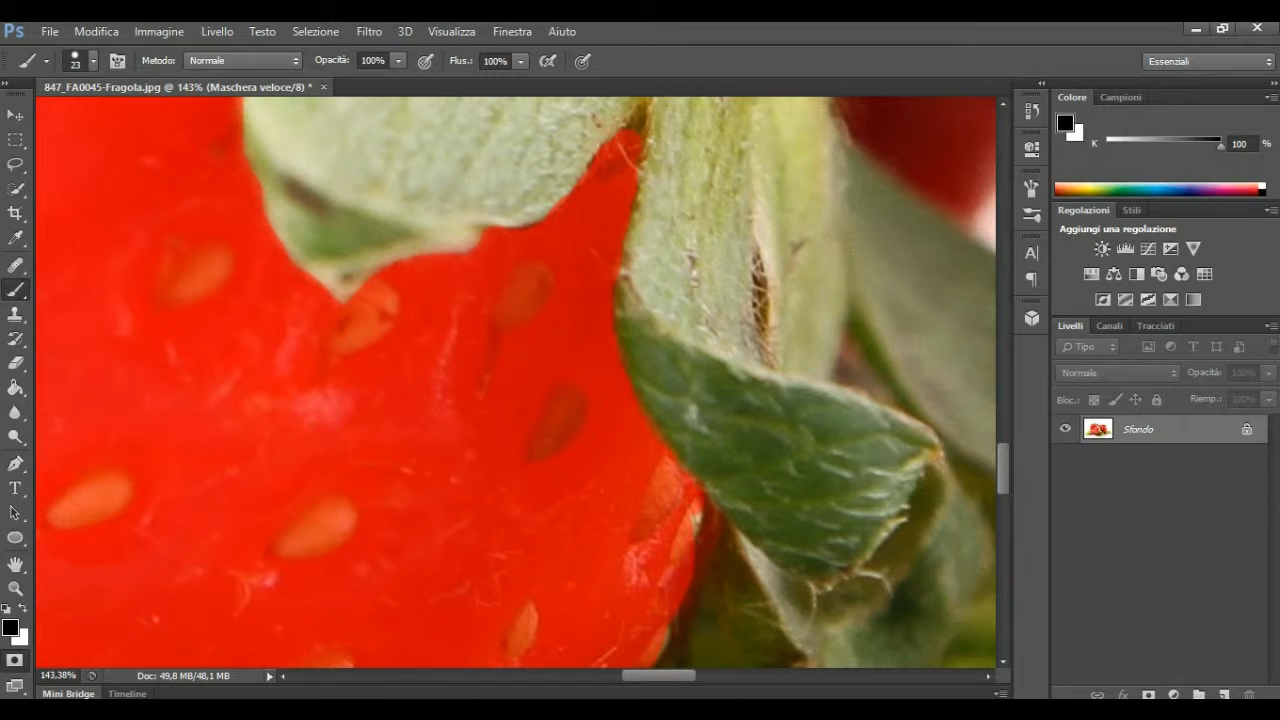 Ps File Modifica Immagine Livello Testo Selezione Filtro 3D Visualizza Finestra Aiuto
23 Metodo: Normale Opacità: 100% Flus.: 100% Essenziali
847_FA0045-Fragola.jpg @ 143% (Maschera veloce/8) * ×
Colore Campioni
K 100 %
Regolazioni Stili
Aggiungi una regolazione
Livelli Canali Tracciati
Tipo
Normale Opacità: 100%
Bloc.: Riemp.: 100%
Sfondo
143,38% Doc: 49,8 MB/48,1 MB
Mini Bridge Timeline